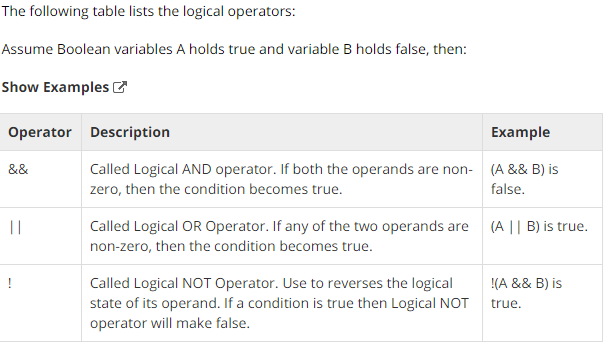 The following table lists the logical operators:
Assume Boolean variables A holds true and variable B holds false, then:
Show Examples
Operator Description Example
&& Called Logical AND operator. If both the operands are non- (A && B) is
zero, then the condition becomes true. false.
|| Called Logical OR Operator. If any of the two operands are (A || B) is true.
non-zero, then the condition becomes true.
! Called Logical NOT Operator. Use to reverses the logical !(A && B) is
state of its operand. If a condition is true then Logical NOT true.
operator will make false.